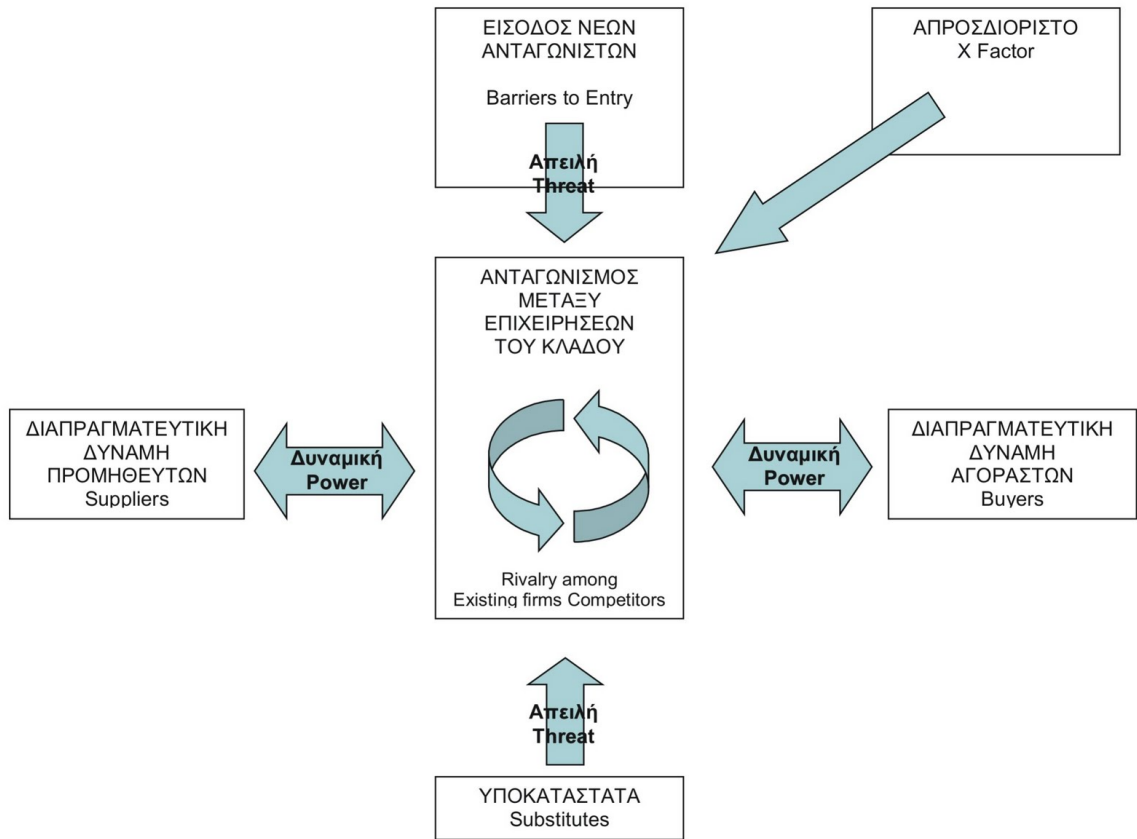 ΕΙΣΟΔΟΣ ΝΕΩΝ
ΑΝΤΑΓΩΝΙΣΤΩΝ
Barriers to Entry
Απειλή
Threat
ΑΠΡΟΣΔΙΟΡΙΣΤΟ
X Factor
ΑΝΤΑΓΩΝΙΣΜΟΣ
ΜΕΤΑΞΥ
ΕΠΙΧΕΙΡΗΣΕΩΝ
ΤΟΥ ΚΛΑΔΟΥ
Rivalry among
Existing firms Competitors
ΔΙΑΠΡΑΓΜΑΤΕΥΤΙΚΗ
ΔΥΝΑΜΗ
ΠΡΟΜΗΘΕΥΤΩΝ
Suppliers
Δυναμική
Power
Δυναμική
Power
ΔΙΑΠΡΑΓΜΑΤΕΥΤΙΚΗ
ΔΥΝΑΜΗ
ΑΓΟΡΑΣΤΩΝ
Buyers
Απειλή
Threat
ΥΠΟΚΑΤΑΣΤΑΤΑ
Substitutes